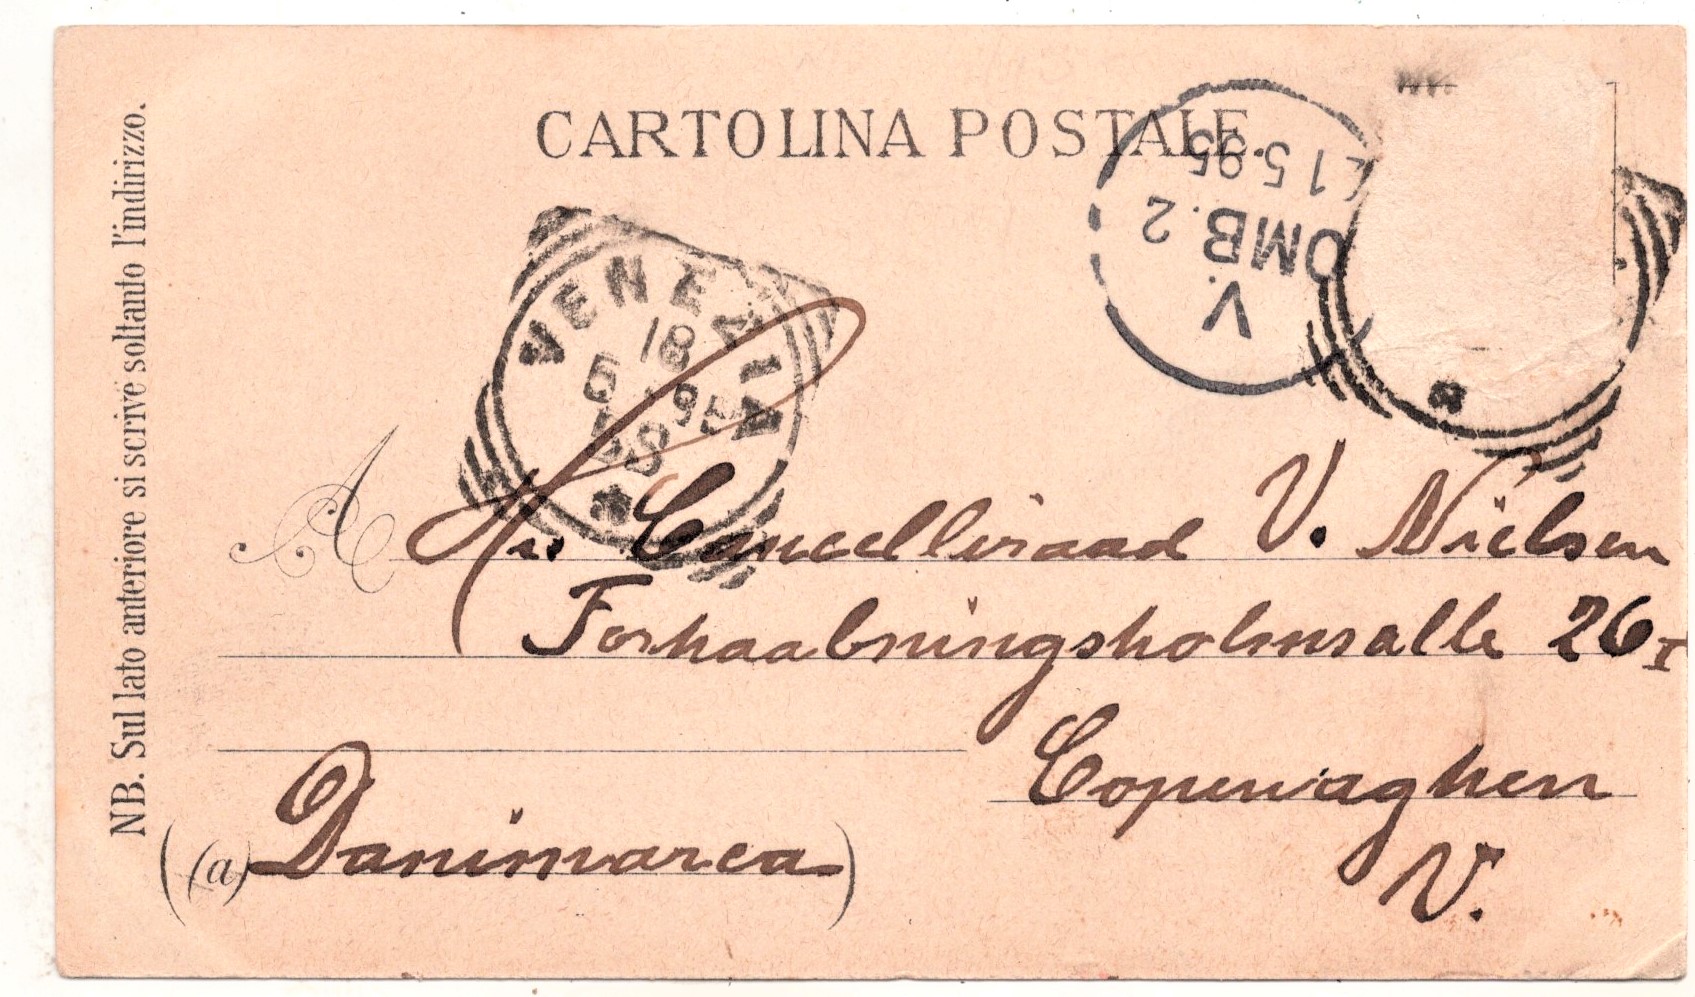 CARTOLINA POSTALE
NB. Sul lato anteriore si scrive soltanto l'indirizzo.
VENEZIA
18
5 95
8S
*
V.
OMB. 2
21 5. 95
A Hr. Cancelliraad V. Nielsen
Forhaabningsholmsalle 26 I
Copenaghen
V.
(a) Danimarca